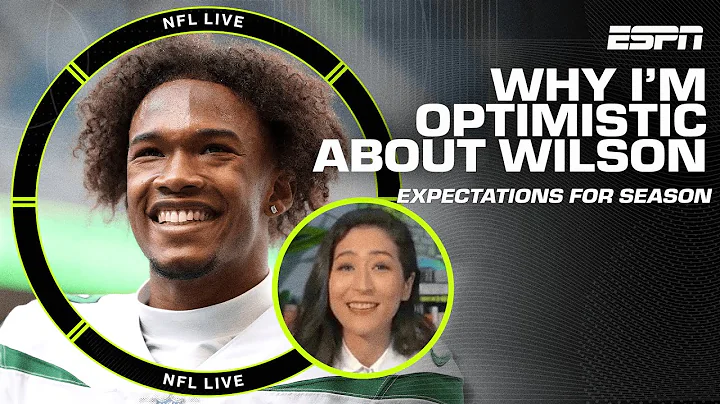 NFL LIVE
ESPN
WHY I'M
OPTIMISTIC
ABOUT WILSON
EXPECTATIONS FOR SEASON
NFL LIVE